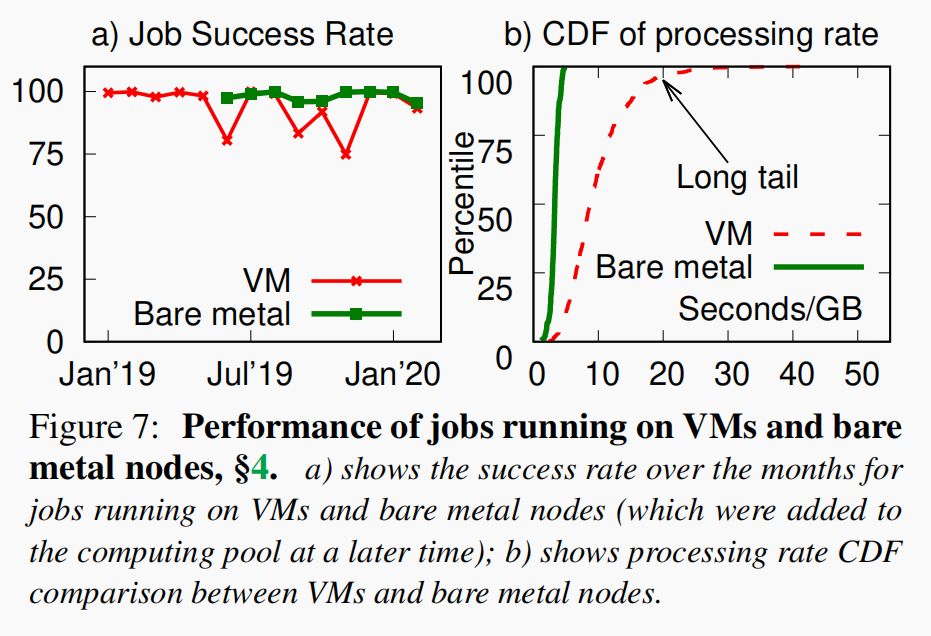 a) Job Success Rate
100
75
50
25
0
VM
Bare metal
Jan'19
Jul'19
Jan'20
b) CDF of processing rate
Percentile
100
75
50
25
0
Long tail
VM
Bare metal
Seconds/GB
0
10
20
30
40
50
Figure 7: Performance of jobs running on VMs and bare
metal nodes, §4. a) shows the success rate over the months for
jobs running on VMs and bare metal nodes (which were added to
the computing pool at a later time); b) shows processing rate CDF
comparison between VMs and bare metal nodes.